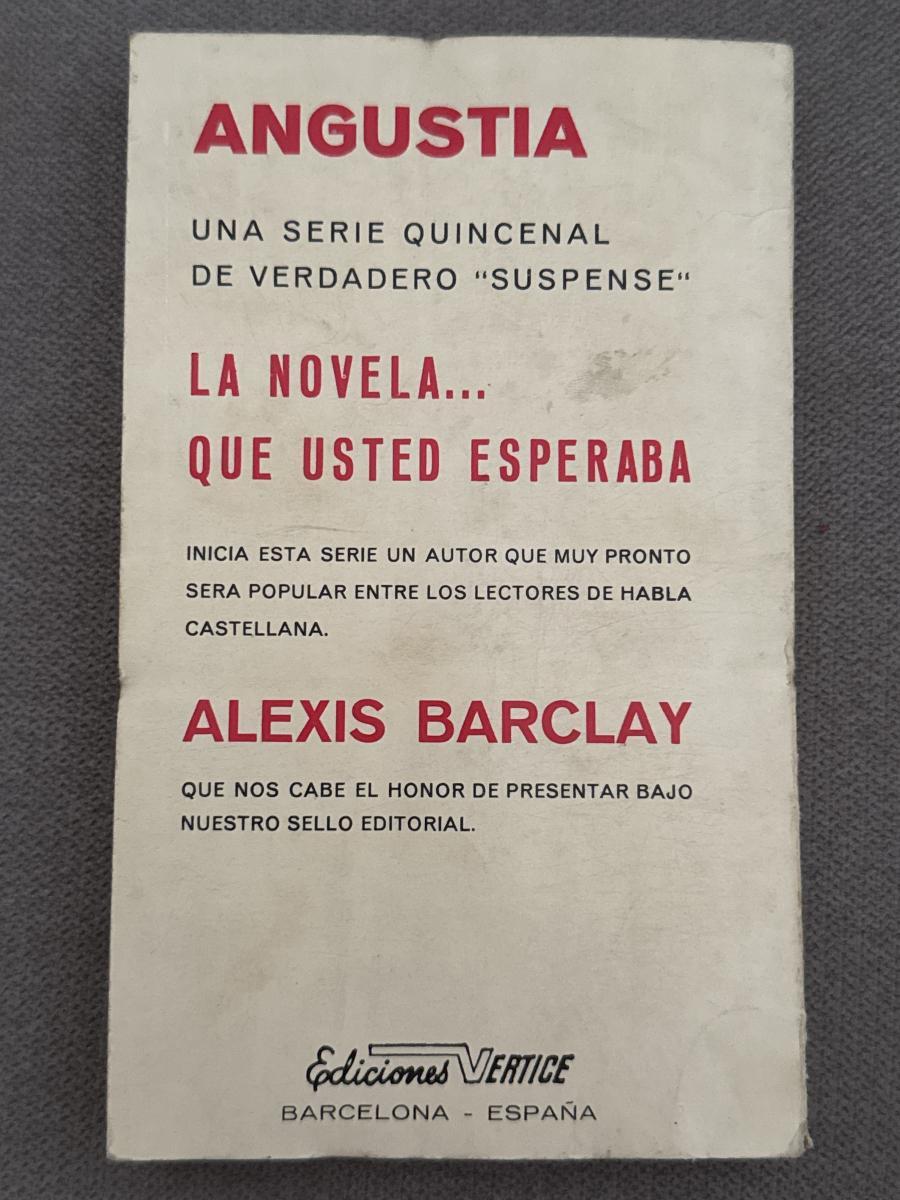 ANGUSTIA
UNA SERIE QUINCENAL
DE VERDADERO “SUSPENSE“
LA NOVELA...
QUE USTED ESPERABA
INICIA ESTA SERIE UN AUTOR QUE MUY PRONTO
SERA POPULAR ENTRE LOS LECTORES DE HABLA
CASTELLANA.
ALEXIS BARCLAY
QUE NOS CABE EL HONOR DE PRESENTAR BAJO
NUESTRO SELLO EDITORIAL.
Ediciones VERTICE
BARCELONA - ESPAÑA